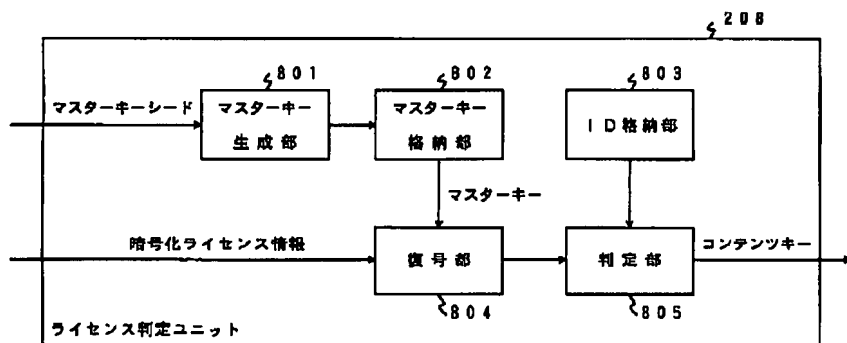 208
801
802
803
マスターキーシード
マスターキー
生成部
マスターキー
格納部
ID格納部
マスターキー
暗号化ライセンス情報
復号部
判定部
コンテンツキー
804
805
ライセンス判定ユニット